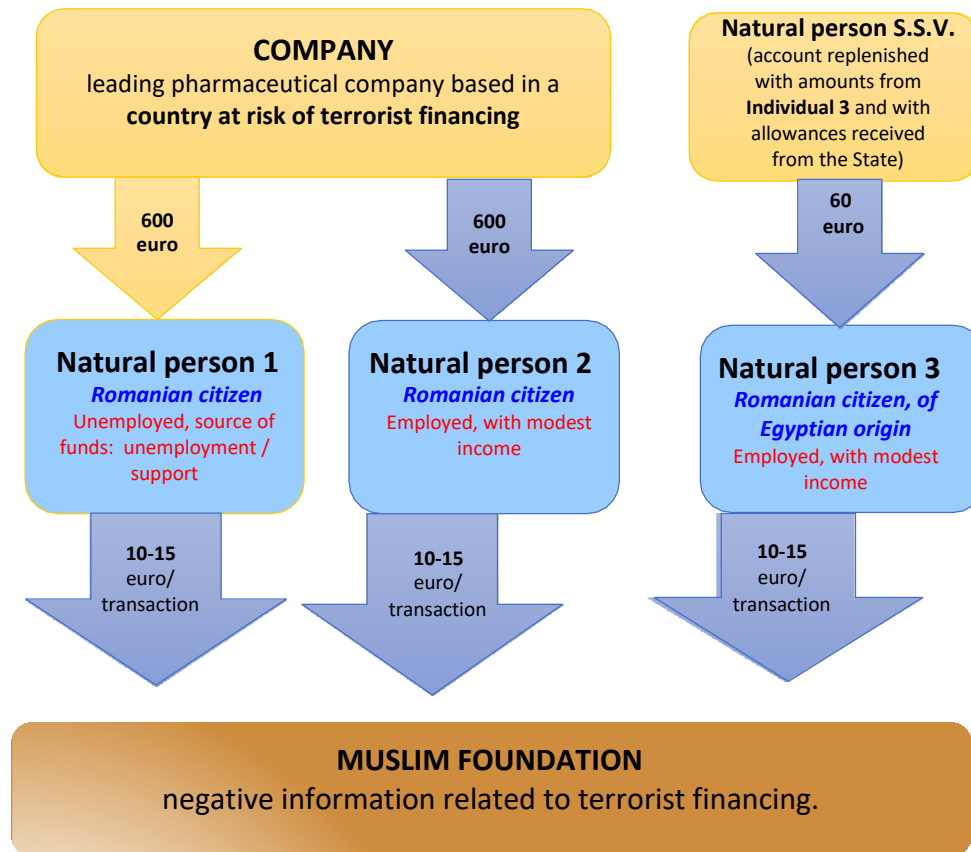 COMPANY
leading pharmaceutical company based in a
country at risk of terrorist financing
Natural person S.S.V.
(account replenished
with amounts from
Individual 3 and with
allowances received
from the State)
600
euro
600
euro
60
euro
Natural person 1
Romanian citizen
Unemployed, source of
funds: unemployment /
support
Natural person 2
Romanian citizen
Employed, with modest
income
Natural person 3
Romanian citizen, of
Egyptian origin
Employed, with modest
income
10-15
euro/
transaction
10-15
euro/
transaction
10-15
euro/
transaction
MUSLIM FOUNDATION
negative information related to terrorist financing.